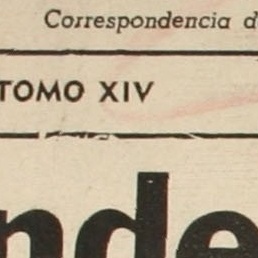 Correspondencia d
TOMO XIV
nde